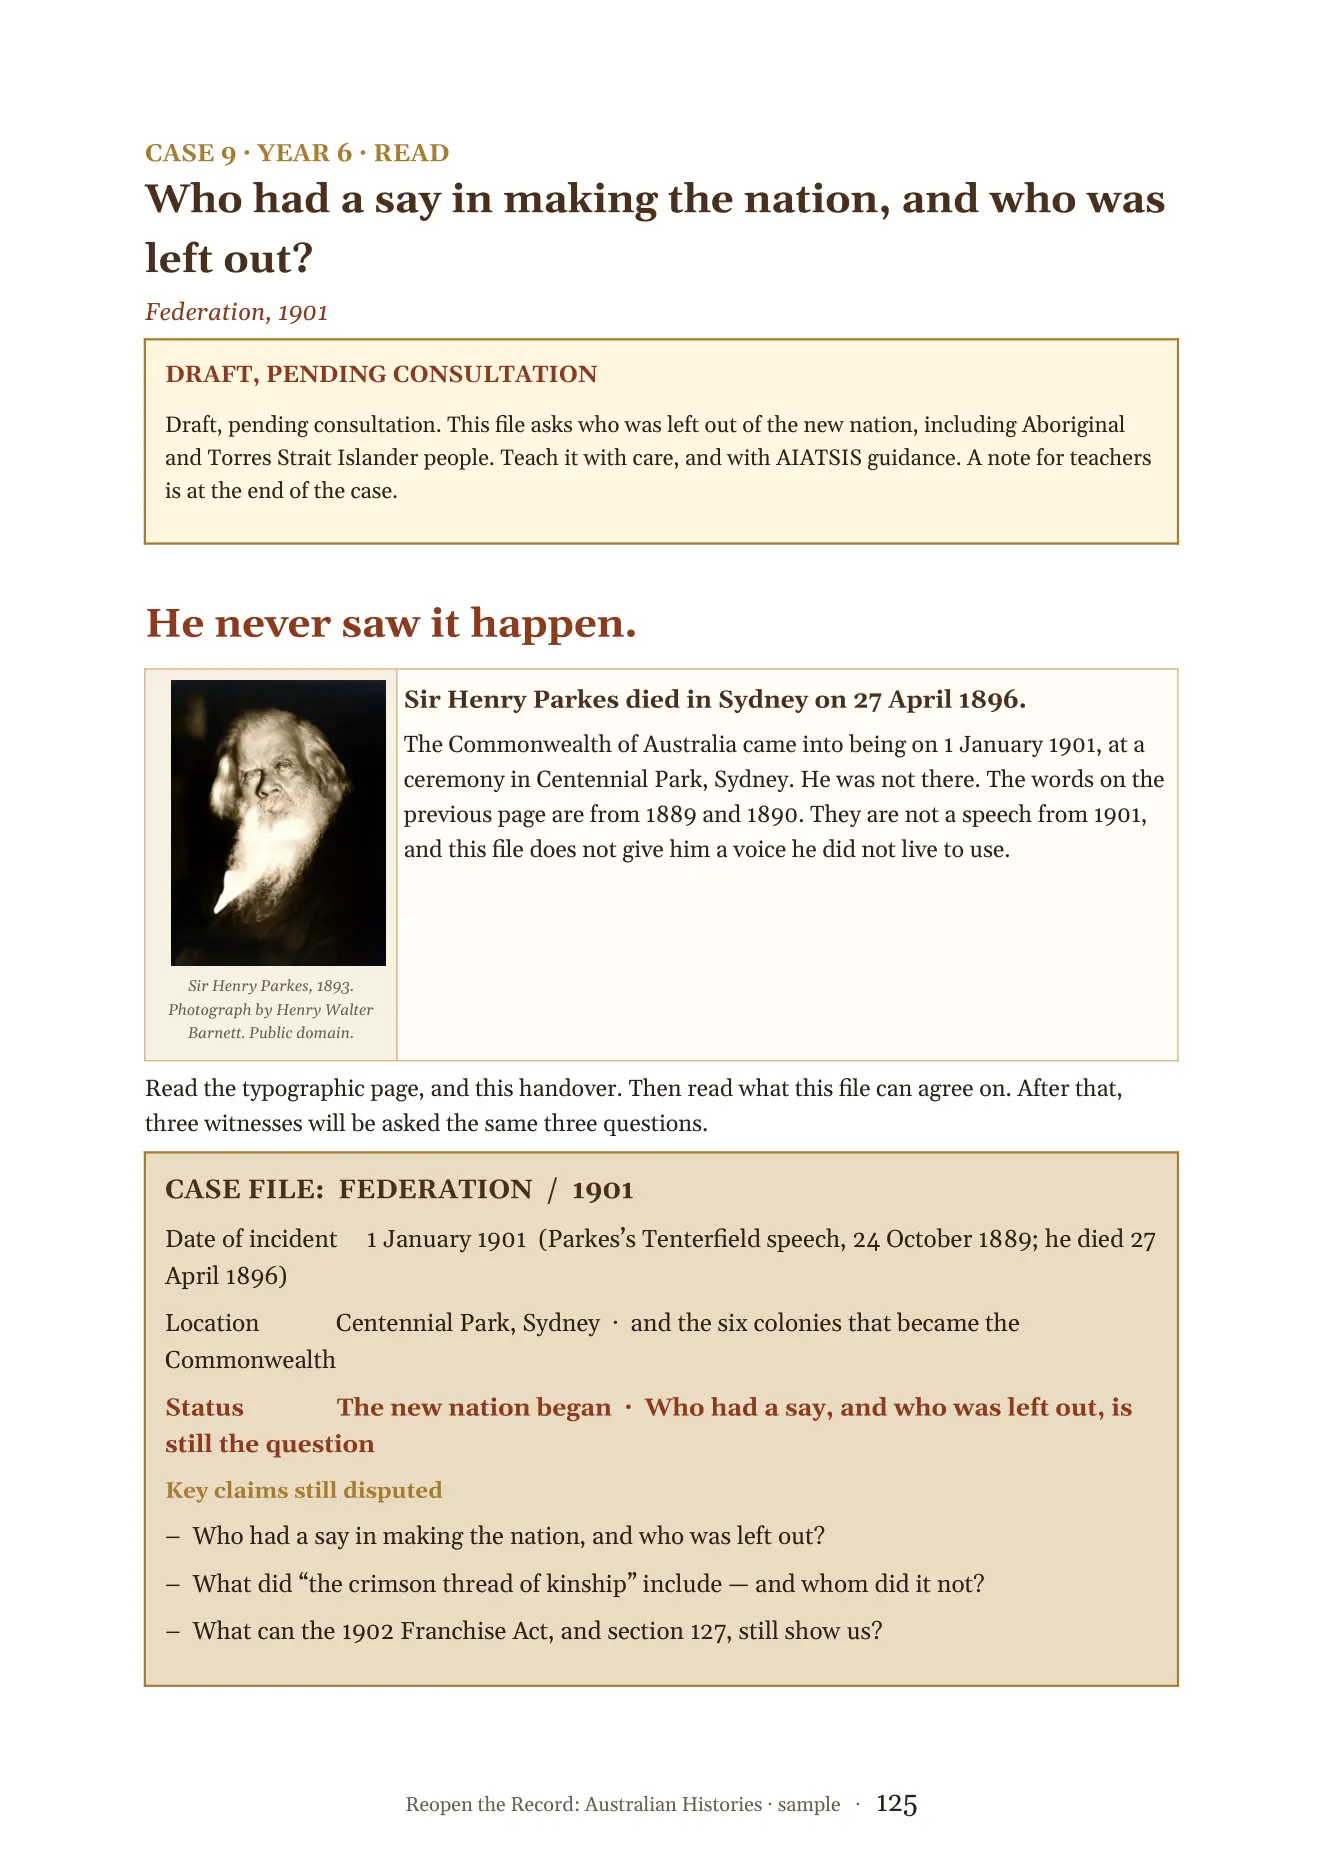 CASE 9 · YEAR 6 · READ
Who had a say in making the nation, and who was
left out?
Federation, 1901
DRAFT, PENDING CONSULTATION
Draft, pending consultation. This file asks who was left out of the new nation, including Aboriginal
and Torres Strait Islander people. Teach it with care, and with AIATSIS guidance. A note for teachers
is at the end of the case.
He never saw it happen.
Sir Henry Parkes, 1893.
Photograph by Henry Walter
Barnett. Public domain.
Sir Henry Parkes died in Sydney on 27 April 1896.
The Commonwealth of Australia came into being on 1 January 1901, at a
ceremony in Centennial Park, Sydney. He was not there. The words on the
previous page are from 1889 and 1890. They are not a speech from 1901,
and this file does not give him a voice he did not live to use.
Read the typographic page, and this handover. Then read what this file can agree on. After that,
three witnesses will be asked the same three questions.
CASE FILE: FEDERATION / 1901
Date of incident 1 January 1901 (Parkes’s Tenterfield speech, 24 October 1889; he died 27
April 1896)
Location Centennial Park, Sydney · and the six colonies that became the
Commonwealth
Status The new nation began · Who had a say, and who was left out, is
still the question
Key claims still disputed
– Who had a say in making the nation, and who was left out?
– What did “the crimson thread of kinship” include — and whom did it not?
– What can the 1902 Franchise Act, and section 127, still show us?
Reopen the Record: Australian Histories · sample · 125